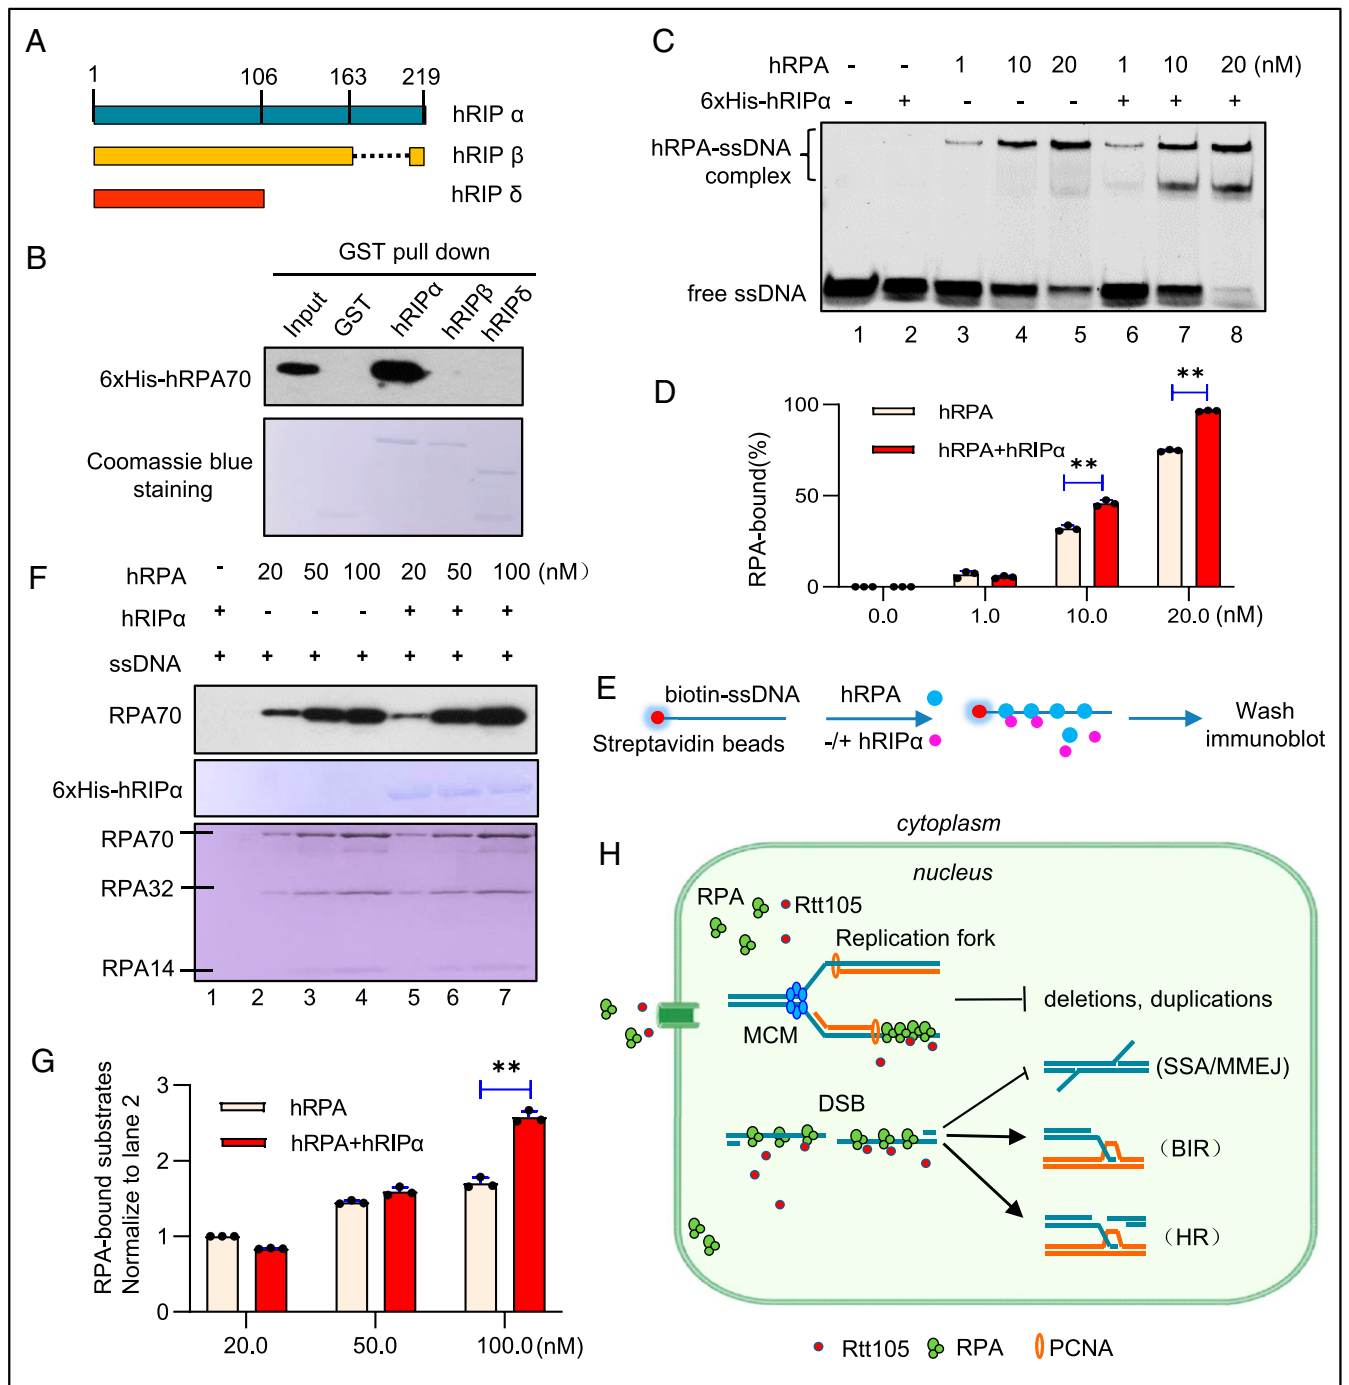 A
1 106 163 219
hRIP α
hRIP β
hRIP δ
B
GST pull down
Input GST hRIPα hRIPβ hRIPδ
6xHis-hRPA70
Coomassie blue
staining
C
hRPA - - 1 10 20 1 10 20 (nM)
6xHis-hRIPα - + - - - + + +
hRPA-ssDNA
complex
free ssDNA
1 2 3 4 5 6 7 8
D
RPA-bound(%)
100
50
0
hRPA
hRPA+hRIPα
**
**
0.0 1.0 10.0 20.0 (nM)
E
biotin-ssDNA
Streptavidin beads
hRPA
-/+ hRIPα
Wash
immunoblot
F
hRPA - 20 50 100 20 50 100 (nM）
hRIPα + - - - + + +
ssDNA + + + + + + +
RPA70
6xHis-hRIPα
RPA70
RPA32
RPA14
1 2 3 4 5 6 7
G
RPA-bound substrates
Normalize to lane 2
3
2
1
0
hRPA
hRPA+hRIPα
**
20.0 50.0 100.0 (nM)
H
cytoplasm
nucleus
RPA
Rtt105
Replication fork
MCM
deletions, duplications
(SSA/MMEJ)
DSB
（BIR）
（HR）
Rtt105 RPA PCNA